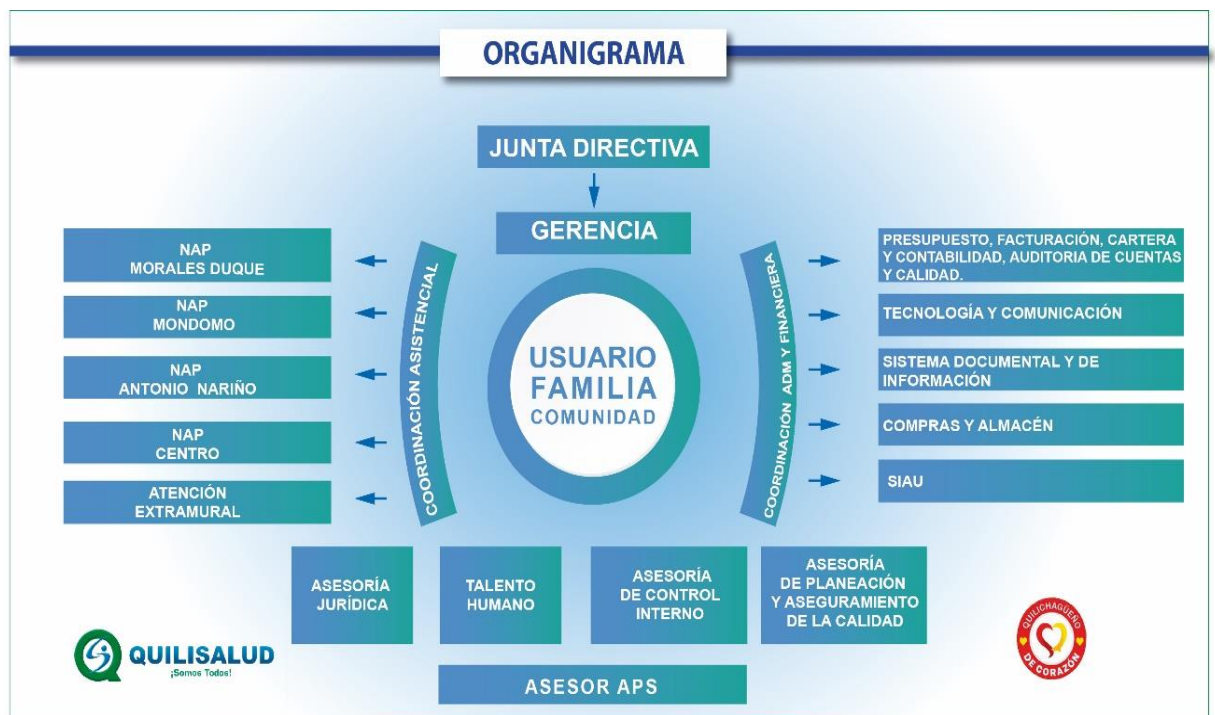 ORGANIGRAMA
JUNTA DIRECTIVA
GERENCIA
NAP
MORALES DUQUE
NAP
MONDOMO
NAP
ANTONIO NARIÑO
NAP
CENTRO
ATENCIÓN
EXTRAMURAL
COORDINACIÓN ASISTENCIAL
USUARIO
FAMILIA
COMUNIDAD
COORDINACIÓN ADM Y FINANCIERA
PRESUPUESTO, FACTURACIÓN, CARTERA
Y CONTABILIDAD, AUDITORIA DE CUENTAS
Y CALIDAD.
TECNOLOGÍA Y COMUNICACIÓN
SISTEMA DOCUMENTAL Y DE
INFORMACIÓN
COMPRAS Y ALMACÉN
SIAU
ASESORÍA
JURÍDICA
TALENTO
HUMANO
ASESORÍA
DE CONTROL
INTERNO
ASESORÍA
DE PLANEACIÓN
Y ASEGURAMIENTO
DE LA CALIDAD
ASESOR APS
QUILISALUD
¡Somos Todos!
QUILICHAGÜEÑO
DE CORAZÓN